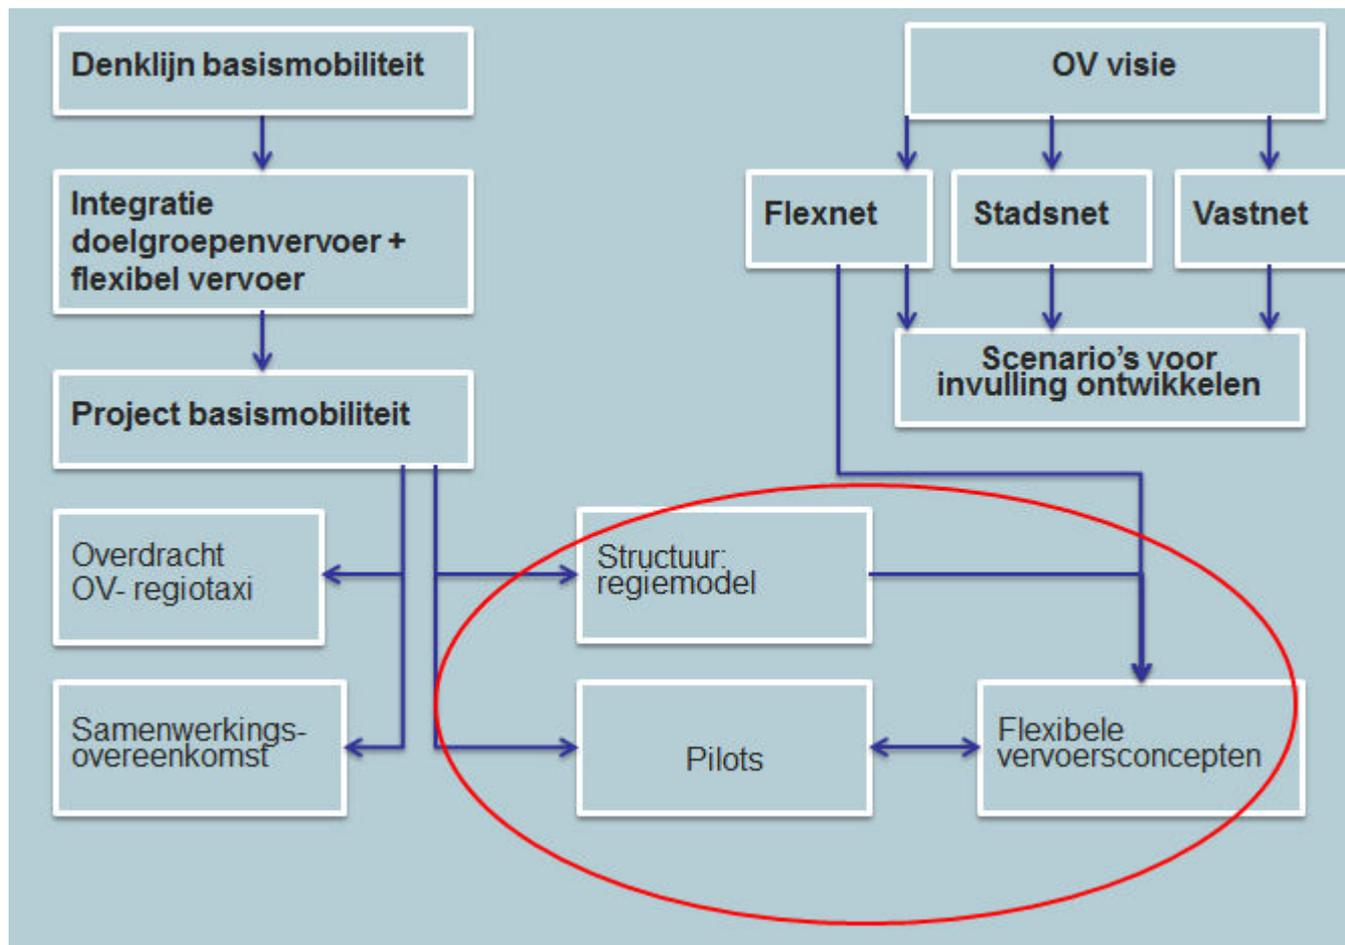 Denklijn basismobiliteit
OV visie
Integratie
doelgroepenvervoer +
flexibel vervoer
Flexnet
Stadsnet
Vastnet
Project basismobiliteit
Scenario's voor
invulling ontwikkelen
Overdracht
OV- regiotaxi
Structuur:
regiemodel
Samenwerkings-
overeenkomst
Pilots
Flexibele
vervoersconcepten